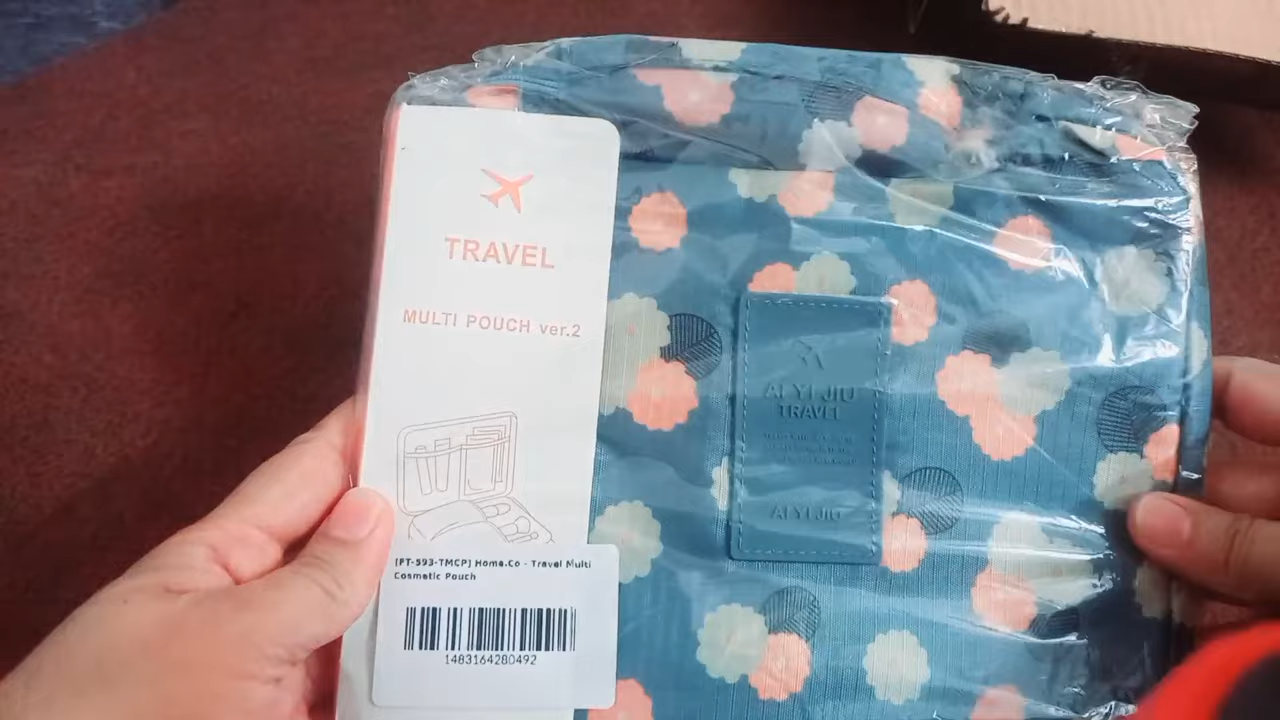 TRAVEL
MULTI POUCH ver.2
[PT-593-TMCP] Home.Co - Travel Multi
Cosmetic Pouch
1483164280492
AI YI JIU
TRAVEL
AI YI JIU